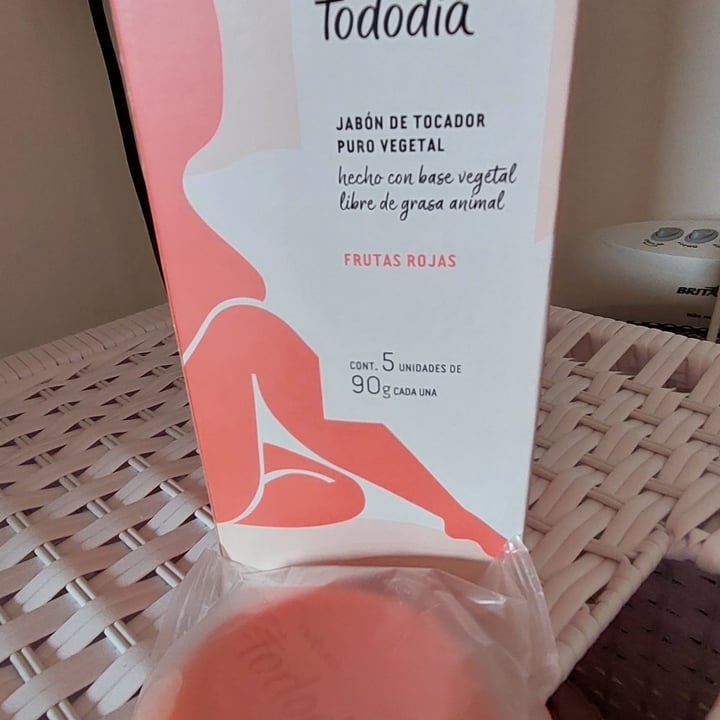 Tododia
JABÓN DE TOCADOR
PURO VEGETAL
hecho con base vegetal
libre de grasa animal
FRUTAS ROJAS
CONT. 5 UNIDADES DE
90g CADA UNA